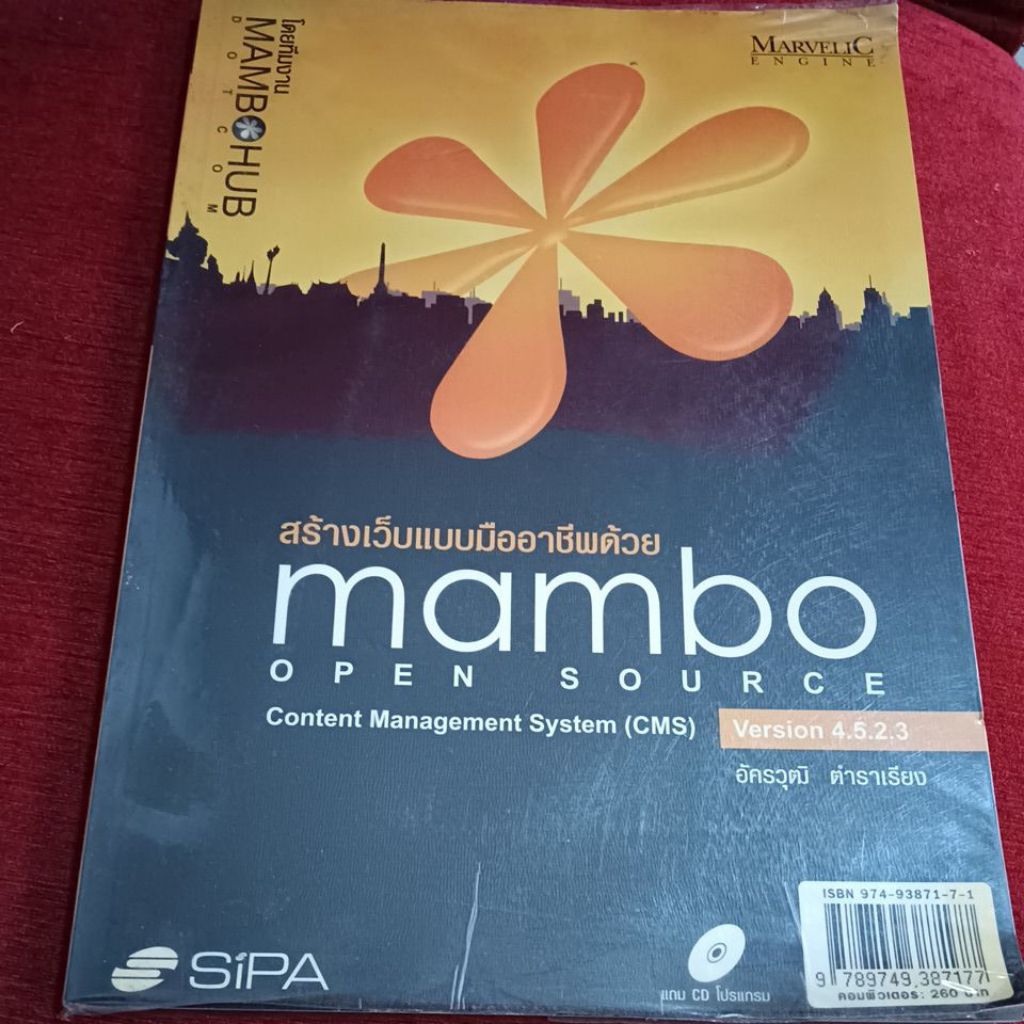 โดยทีมงาน
MAMBOHUB
DOTCOM
MARVELIC
ENGINE
สร้างเว็บแบบมืออาชีพด้วย
mambo
OPEN SOURCE
Content Management System (CMS)
Version 4.5.2.3
อัครวุฒิ ตำราเรียง
ISBN 974-93871-7-1
9 789749 387177
คอมพิวเตอร์: 260 บาท
SiPA
แถม CD โปรแกรม